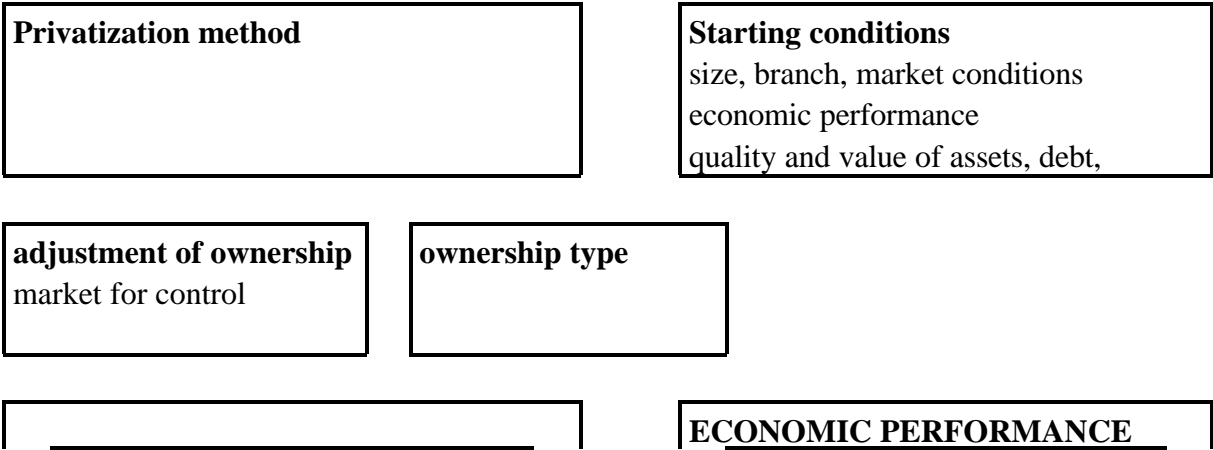 Privatization method
Starting conditions
size, branch, market conditions
economic performance
quality and value of assets, debt,
adjustment of ownership
market for control
ownership type
ECONOMIC PERFORMANCE